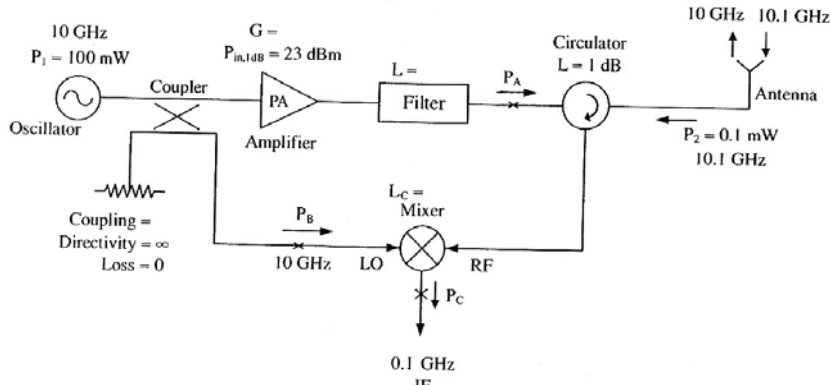 10 GHz
P₁ = 100 mW
Oscillator
Coupler
G =
P_in,1dB = 23 dBm
PA
Amplifier
L =
Filter
P_A
Circulator
L = 1 dB
10 GHz
10.1 GHz
Antenna
P₂ = 0.1 mW
10.1 GHz
Coupling =
Directivity = ∞
Loss = 0
P_B
10 GHz
LO
L_C =
Mixer
RF
P_C
0.1 GHz
IF